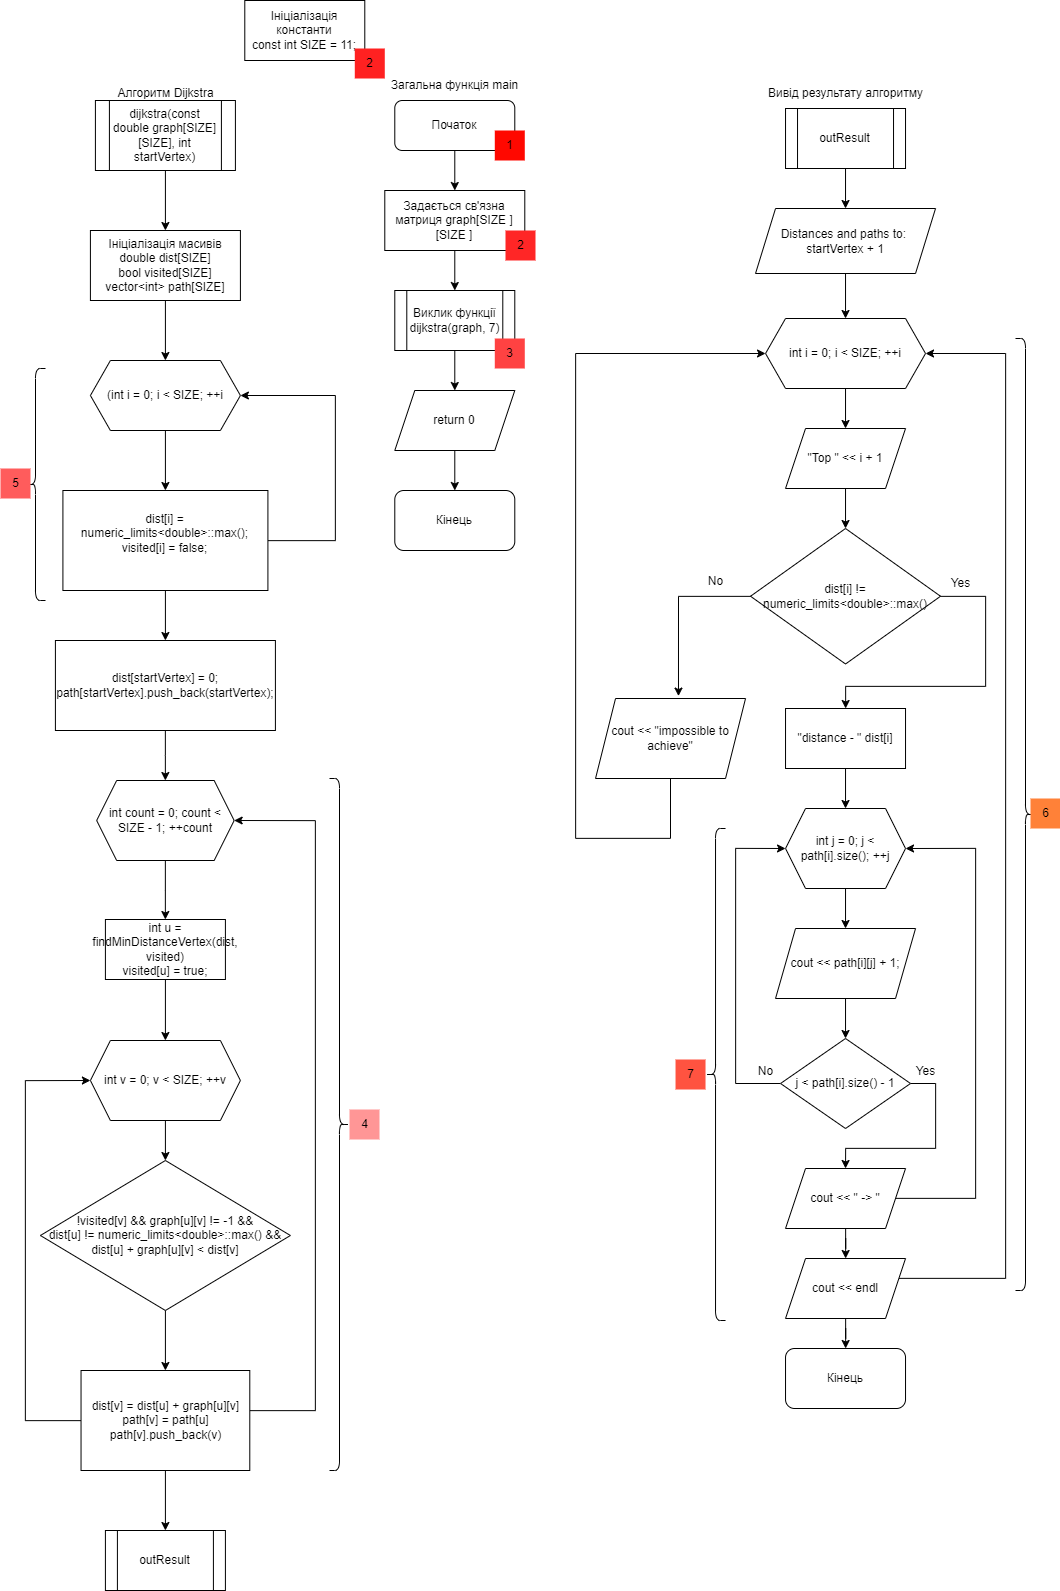 Ініціалізація
константи
const int SIZE = 11;
2
Алгоритм Dijkstra
dijkstra(const
double graph[SIZE]
[SIZE], int
startVertex)
Ініціалізація масивів
double dist[SIZE]
bool visited[SIZE]
vector<int> path[SIZE]
(int i = 0; i < SIZE; ++i
5
dist[i] =
numeric_limits<double>::max();
visited[i] = false;
dist[startVertex] = 0;
path[startVertex].push_back(startVertex);
int count = 0; count <
SIZE - 1; ++count
int u =
findMinDistanceVertex(dist,
visited)
visited[u] = true;
int v = 0; v < SIZE; ++v
4
!visited[v] && graph[u][v] != -1 &&
dist[u] != numeric_limits<double>::max() &&
dist[u] + graph[u][v] < dist[v]
dist[v] = dist[u] + graph[u][v]
path[v] = path[u]
path[v].push_back(v)
outResult
Загальна функція main
Початок
1
Задається св'язна
матриця graph[SIZE ]
[SIZE ]
2
Виклик функції
dijkstra(graph, 7)
3
return 0
Кінець
Вивід результату алгоритму
outResult
Distances and paths to:
startVertex + 1
int i = 0; i < SIZE; ++i
"Top " << i + 1
dist[i] !=
numeric_limits<double>::max()
No
Yes
cout << "impossible to
achieve"
"distance - " dist[i]
6
int j = 0; j <
path[i].size(); ++j
cout << path[i][j] + 1;
7
j < path[i].size() - 1
No
Yes
cout << " -> "
cout << endl
Кінець